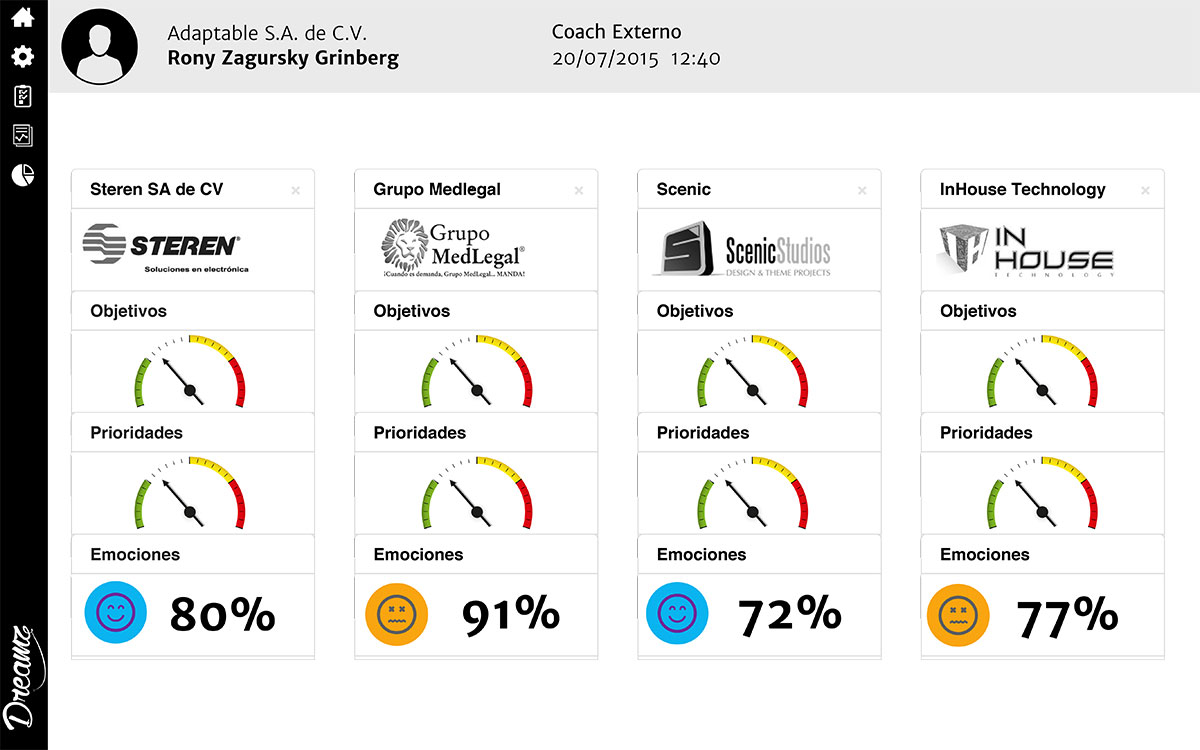 Adaptable S.A. de C.V.
Rony Zagursky Grinberg
Coach Externo
20/07/2015 12:40
Steren SA de CV
STEREN®
Soluciones en electrónica
Objetivos
Prioridades
Emociones
80%
Grupo Medlegal
Grupo
MedLegal®
¡Cuando es demanda, Grupo MedLegal... MANDA!
Objetivos
Prioridades
Emociones
91%
Scenic
S
ScenicStudios
DESIGN & THEME PROJECTS
Objetivos
Prioridades
Emociones
72%
InHouse Technology
IH
IN
HOUSE
TECHNOLOGY
Objetivos
Prioridades
Emociones
77%
Dreamz